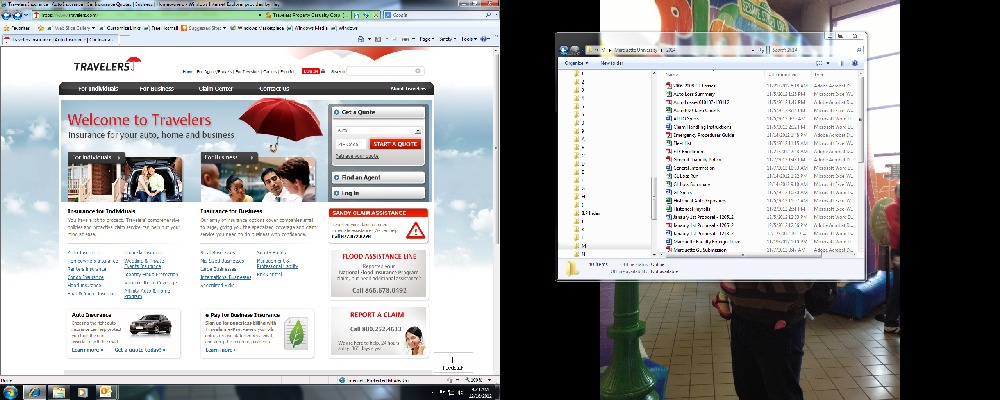 Travelers Insurance | Auto Insurance | Car Insurance Quotes | Business | Homeowners - Windows Internet Explorer provided by Hay
https://www.travelers.com/
Travelers Property Casualty Corp. [...
Google
Favorites
Web Slice Gallery
Customize Links
Free Hotmail
Suggested Sites
Windows Marketplace
Windows Media
Windows
Travelers Insurance | Auto Insurance | Car Insuran...
Page
Safety
Tools
TRAVELERS
Home | For Agents/Brokers | For Investors | Careers | Español
LOG IN
Search
For Individuals
For Business
Claim Center
Contact Us
About Travelers
Welcome to Travelers
Insurance for your auto, home and business
For Individuals
For Business
Get a Quote
Auto
ZIP Code
START A QUOTE
Retrieve your quote
Find an Agent
Log In
Insurance for Individuals
You have a lot to protect. Travelers' comprehensive
policies and proactive claim service can help put your
mind at ease.
Auto Insurance
Homeowners Insurance
Renters Insurance
Condo Insurance
Flood Insurance
Boat & Yacht Insurance
Umbrella Insurance
Wedding & Private
Events Insurance
Identity Fraud Protection
Valuable Items Coverage
Affinity Auto & Home
Program
Insurance for Business
Our array of insurance options cover companies small
to large, giving you the specialized coverage and claim
service you need to do business with confidence.
Small Businesses
Mid-Sized Businesses
Large Businesses
International Businesses
Specialized Risks
Surety Bonds
Management &
Professional Liability
Risk Control
SANDY CLAIM ASSISTANCE
Reported your claim but need
immediate assistance? We can help.
Call 877.872.8228
FLOOD ASSISTANCE LINE
Reported your
National Flood Insurance Program
claim, but need additional assistance?
Call 866.678.0492
REPORT A CLAIM
Call 800.252.4633
We are here to help. 24 hours
a day, 365 days a year.
Auto Insurance
Choosing the right auto
insurance can help protect
you from the risks
associated with the road.
Learn more »
Get a quote today! »
e-Pay for Business Insurance
Sign up for paperless billing with
Travelers e-Pay. Review your bills
online, receive statements via email,
and signup for recurring payments
Learn more »
Feedback
Done
Internet | Protected Mode: On
100%
9:23 AM
12/18/2012
123
SESAME STREET LIVE
« M
Marquette University
2014
Search 2014
Organize
New folder
1
2
3
4
5
6
8
9
A
B
C
D
E
F
G
H
I
ILP Index
J
K
L
M
N
Name Date modified Type
2006-2008 GL Losses 11/21/2012 8:18 AM Adobe Acrobat D...
Auto Loss Summary 11/5/2012 1:26 PM Microsoft Excel W...
Auto Losses 010107-103112 11/5/2012 1:47 PM Adobe Acrobat D...
Auto PD Claim Counts 11/5/2012 3:14 PM Microsoft Excel W...
AUTO Specs 11/5/2012 9:29 AM Microsoft Word D...
Claim Handling Instructions 11/5/2012 2:22 PM Microsoft Word D...
Emergency Procedures Guide 11/14/2012 1:48 PM Adobe Acrobat D...
Fleet List 11/5/2012 11:15 AM Microsoft Excel W...
FTE Enrollment 11/21/2012 7:58 AM Adobe Acrobat D...
General  Liability Policy 11/7/2012 1:43 PM Adobe Acrobat D...
General Information 11/7/2012 10:03 AM Microsoft Word D...
GL Loss Run 11/14/2012 1:22 PM Microsoft Excel W...
GL Loss Summary 12/14/2012 9:10 AM Microsoft Excel W...
GL Specs 11/5/2012 10:30 AM Microsoft Word D...
Historical Auto Exposures 11/5/2012 11:07 AM Microsoft Excel W...
Historical Payrolls 11/2/2012 2:51 PM Microsoft Excel W...
Janaury 1st Proposal - 120512 12/5/2012 12:03 PM Microsoft Word D...
Janaury 1st Proposal - 120512 12/5/2012 12:06 PM Adobe Acrobat D...
Janaury 1st Proposal - 121812 12/17/2012 10:17 ... Microsoft Word D...
Marquette Faculty Foreign Travel 11/19/2012 1:10 PM Microsoft Word D...
Marquette GL Submission 11/7/2012 8:47 AM Adobe Acrobat D...
40 items
Offline status: Online
Offline availability: Not available